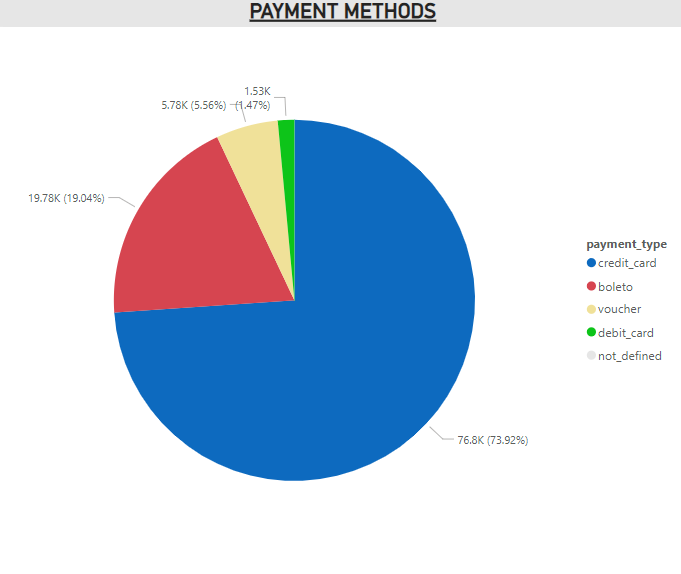 PAYMENT METHODS
1.53K
(1.47%)
5.78K (5.56%)
19.78K (19.04%)
payment_type
credit_card
boleto
voucher
debit_card
not_defined
76.8K (73.92%)